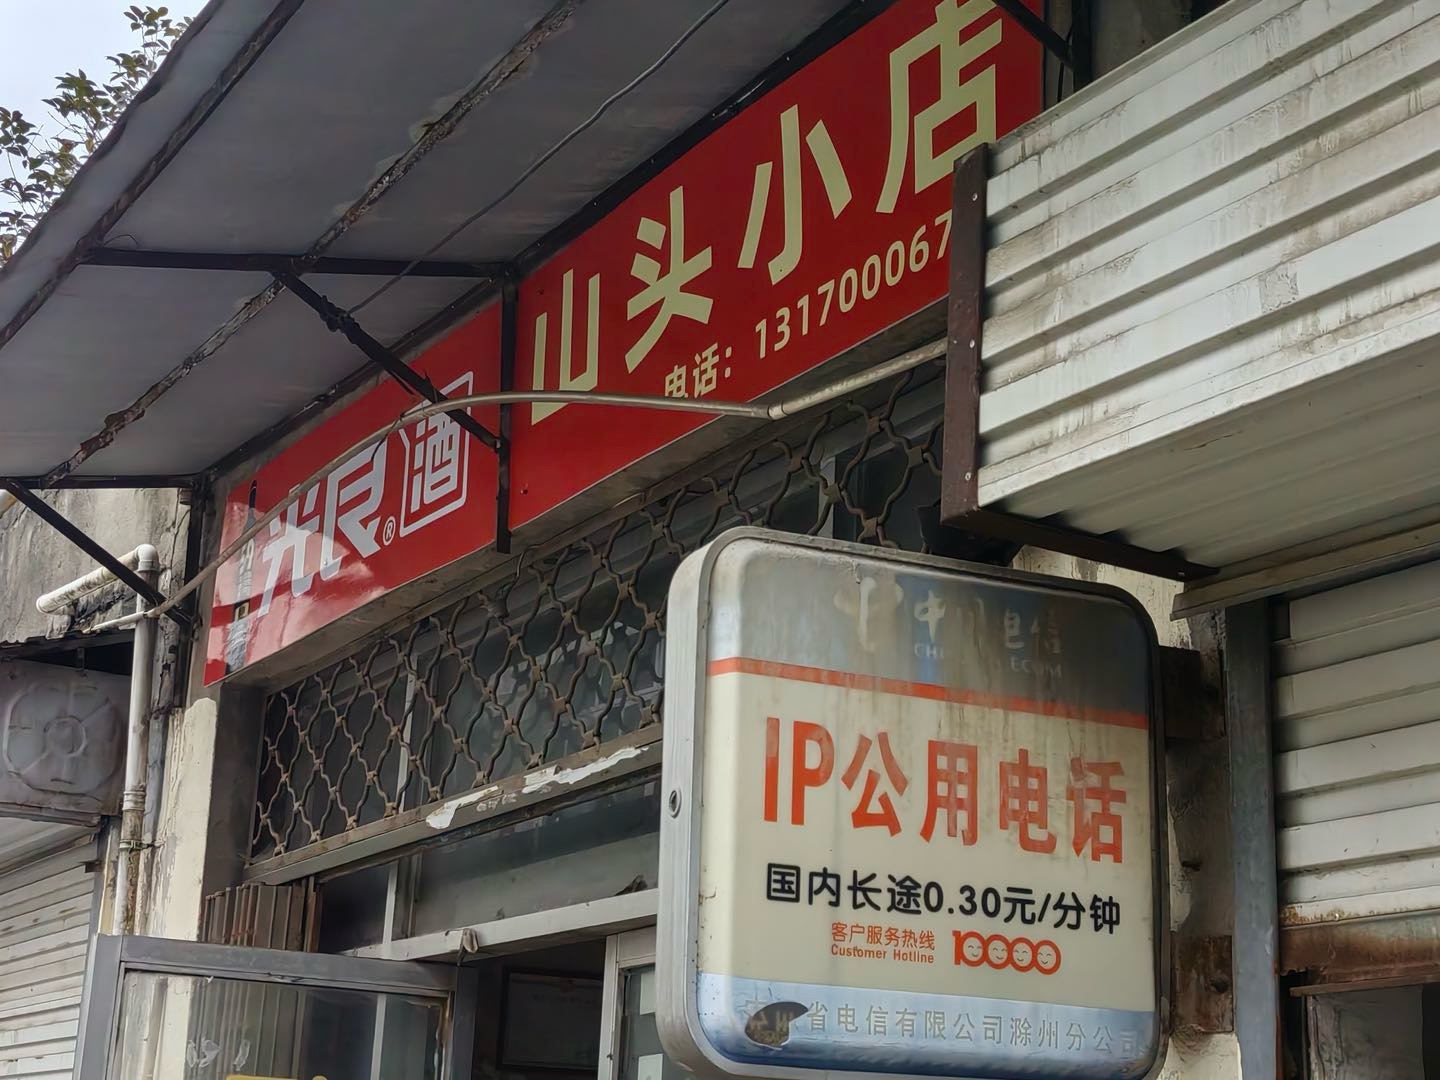 山头小店
电话：131700067
光良®酒
中国电信
IP公用电话
国内长途0.30元/分钟
客户服务热线 10000
Customer Hotline
省电信有限公司滁州分公司